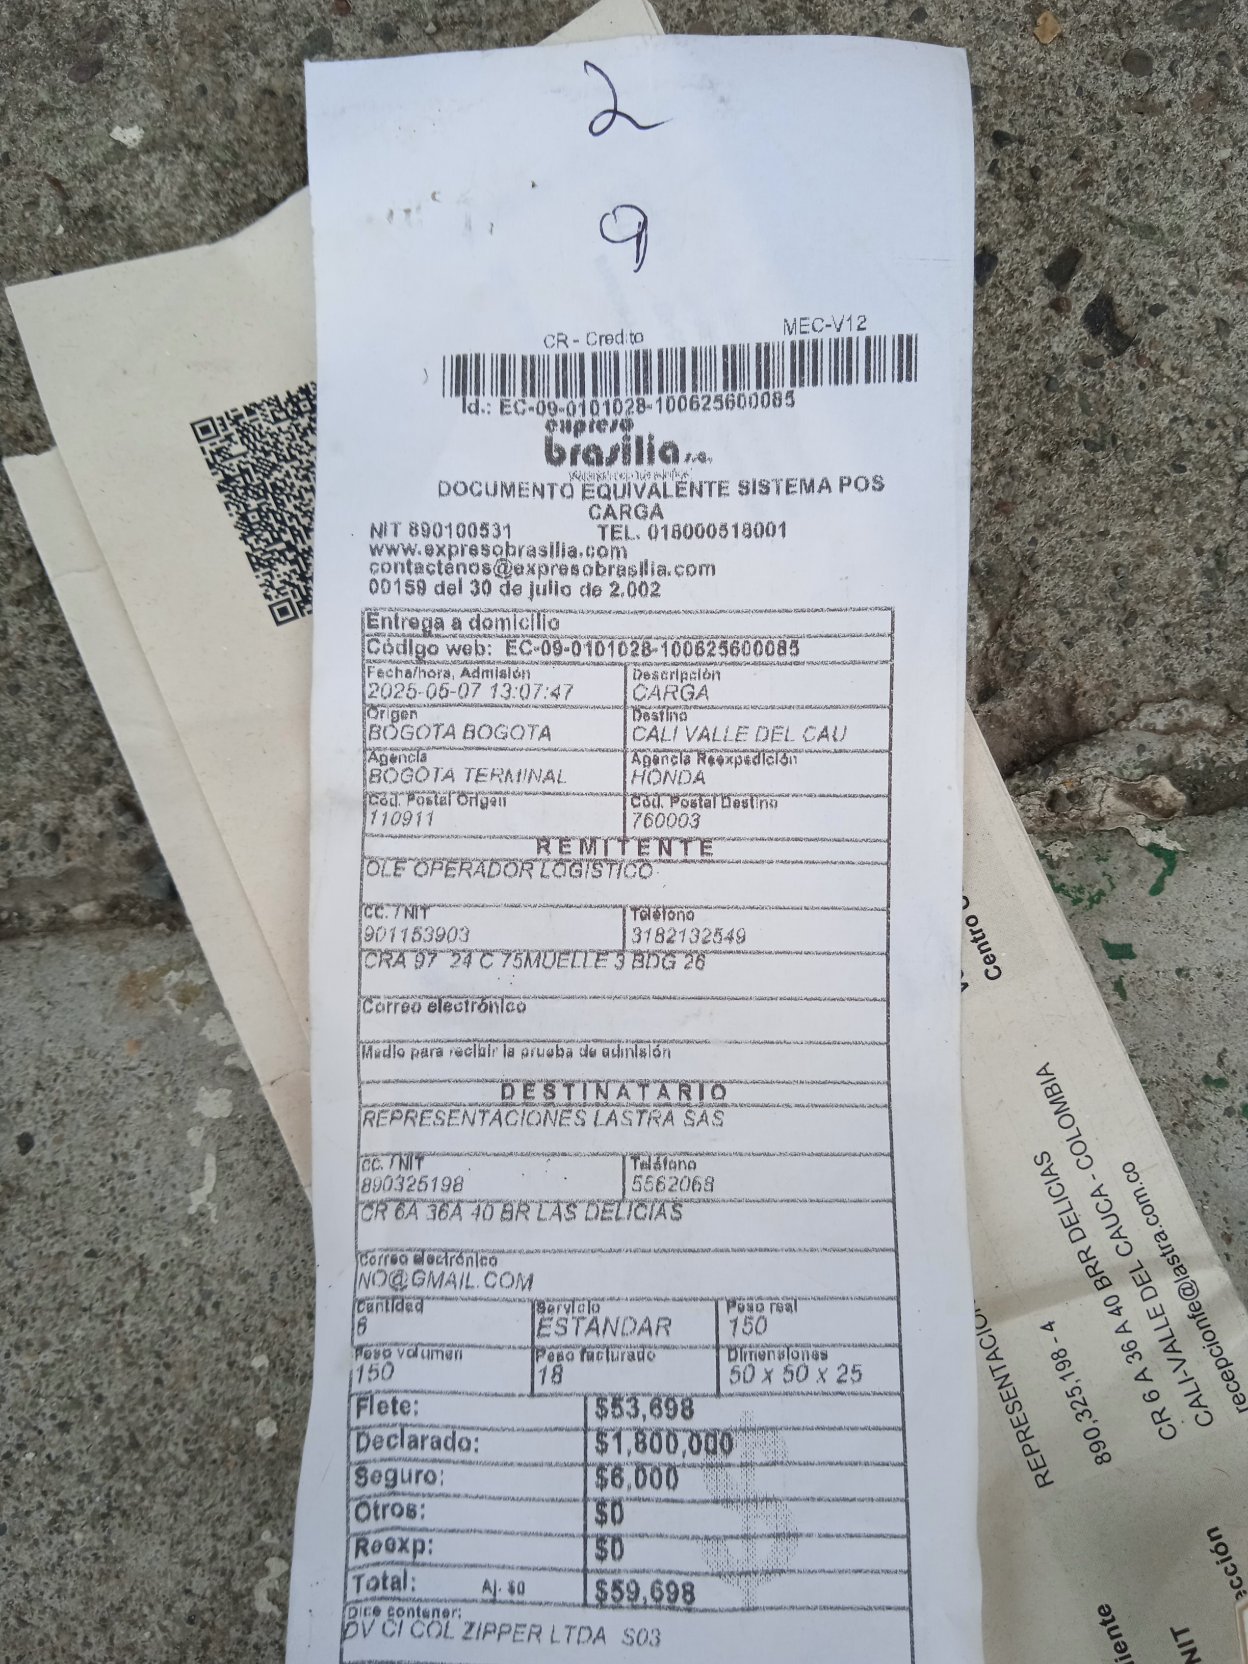 2
9
CR - Credito MEC-V12
Id.: EC-09-0101028-100625600085
expreso
brasilia s.a.
DOCUMENTO EQUIVALENTE SISTEMA POS
CARGA
NIT 890100531 TEL. 018000518001
www.expresobrasilia.com
contactenos@expresobrasilia.com
00159 del 30 de julio de 2.002
Entrega a domicilio
Código web: EC-09-0101028-100625600085
Fecha/hora, Admisión Descripción
2025-05-07 13:07:47 CARGA
Origen Destino
BOGOTA BOGOTA CALI VALLE DEL CAU
Agencia Agencia Reexpedición
BOGOTA TERMINAL HONDA
Cód. Postal Origen Cód. Postal Destino
110911 760003
REMITENTE
OLE OPERADOR LOGISTICO
CC. / NIT Teléfono
901153903 3182132549
CRA 97 24 C 75MUELLE 3 BDG 26
Correo electrónico
Medio para recibir la prueba de admisión
DESTINATARIO
REPRESENTACIONES LASTRA SAS
CC. / NIT Teléfono
890325198 5562068
CR 6A 36A 40 BR LAS DELICIAS
Correo electrónico
NO@GMAIL.COM
Cantidad Servicio Peso real
6 ESTANDAR 150
Peso volumen Peso facturado Dimensiones
150 18 50 x 50 x 25
Flete: $53,698
Declarado: $1,800,000
Seguro: $6,000
Otros: $0
Reexp: $0
Total: Aj. $0 $59,698
Dice contener:
DV CI COL ZIPPER LTDA S03
Centro
REPRESENTACION
890,325,198 - 4
CR 6 A 36 A 40 BRR DELICIAS
CALI-VALLE DEL CAUCA - COLOMBIA
recepcionfe@lastra.com.co
iente
NIT
cción